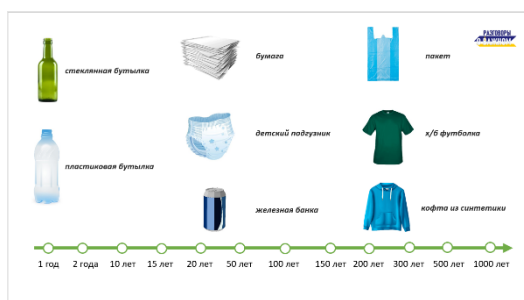 РАЗГОВОРЫ
О ВАЖНОМ
стеклянная бутылка
бумага
пакет
пластиковая бутылка
детский подгузник
х/б футболка
железная банка
кофта из синтетики
1 год 2 года 10 лет 15 лет 20 лет 50 лет 100 лет 150 лет 200 лет 300 лет 500 лет 1000 лет